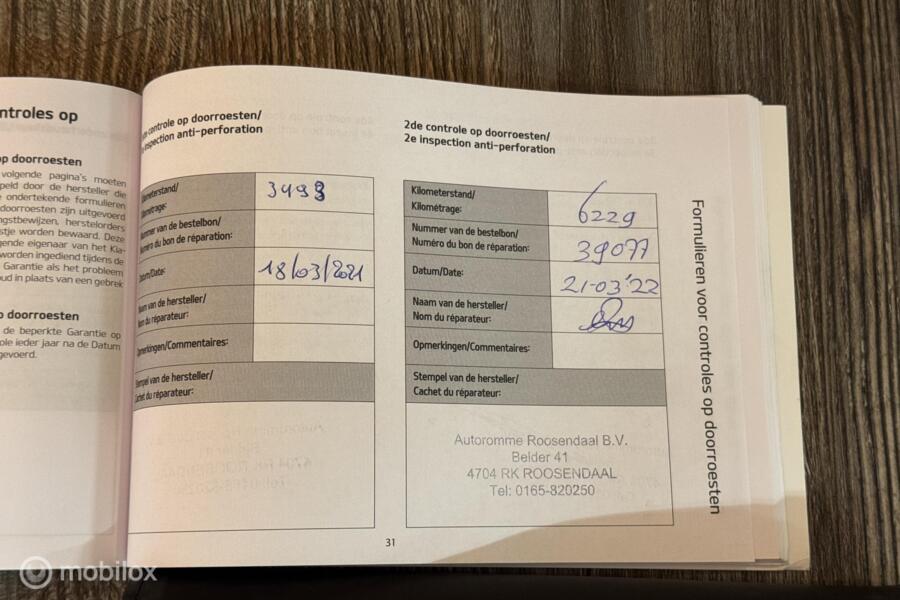 ntroles op
op doorroesten
volgende pagina's moeten
peld door de hersteller die
ondertekende formulieren
doorroesten zijn uitgevoerd
ngstbewijzen, herstelorders
stje worden bewaard. Deze
gende eigenaar van het Kia-
worden ingediend tijdens de
Garantie als het probleem
oud in plaats van een gebrek
op doorroesten
de beperkte Garantie op
ole ieder jaar na de Datum
gevoerd.
controle op doorroesten/
inspection anti-perforation
Kilometerstand/
Kilométrage:
3493
Nummer van de bestelbon/
Numéro du bon de réparation:
Datum/Date:
18/03/2021
Naam van de hersteller/
Nom du réparateur:
Opmerkingen/Commentaires:
Stempel van de hersteller/
Cachet du réparateur:
2de controle op doorroesten/
2e inspection anti-perforation
Kilometerstand/
Kilométrage:
6229
Nummer van de bestelbon/
Numéro du bon de réparation:
39077
Datum/Date:
21-03'22
Naam van de hersteller/
Nom du réparateur:
Opmerkingen/Commentaires:
Stempel van de hersteller/
Cachet du réparateur:
Autoromme Roosendaal B.V.
Belder 41
4704 RK ROOSENDAAL
Tel: 0165-820250
31
Formulieren voor controles op doorroesten
mobilox